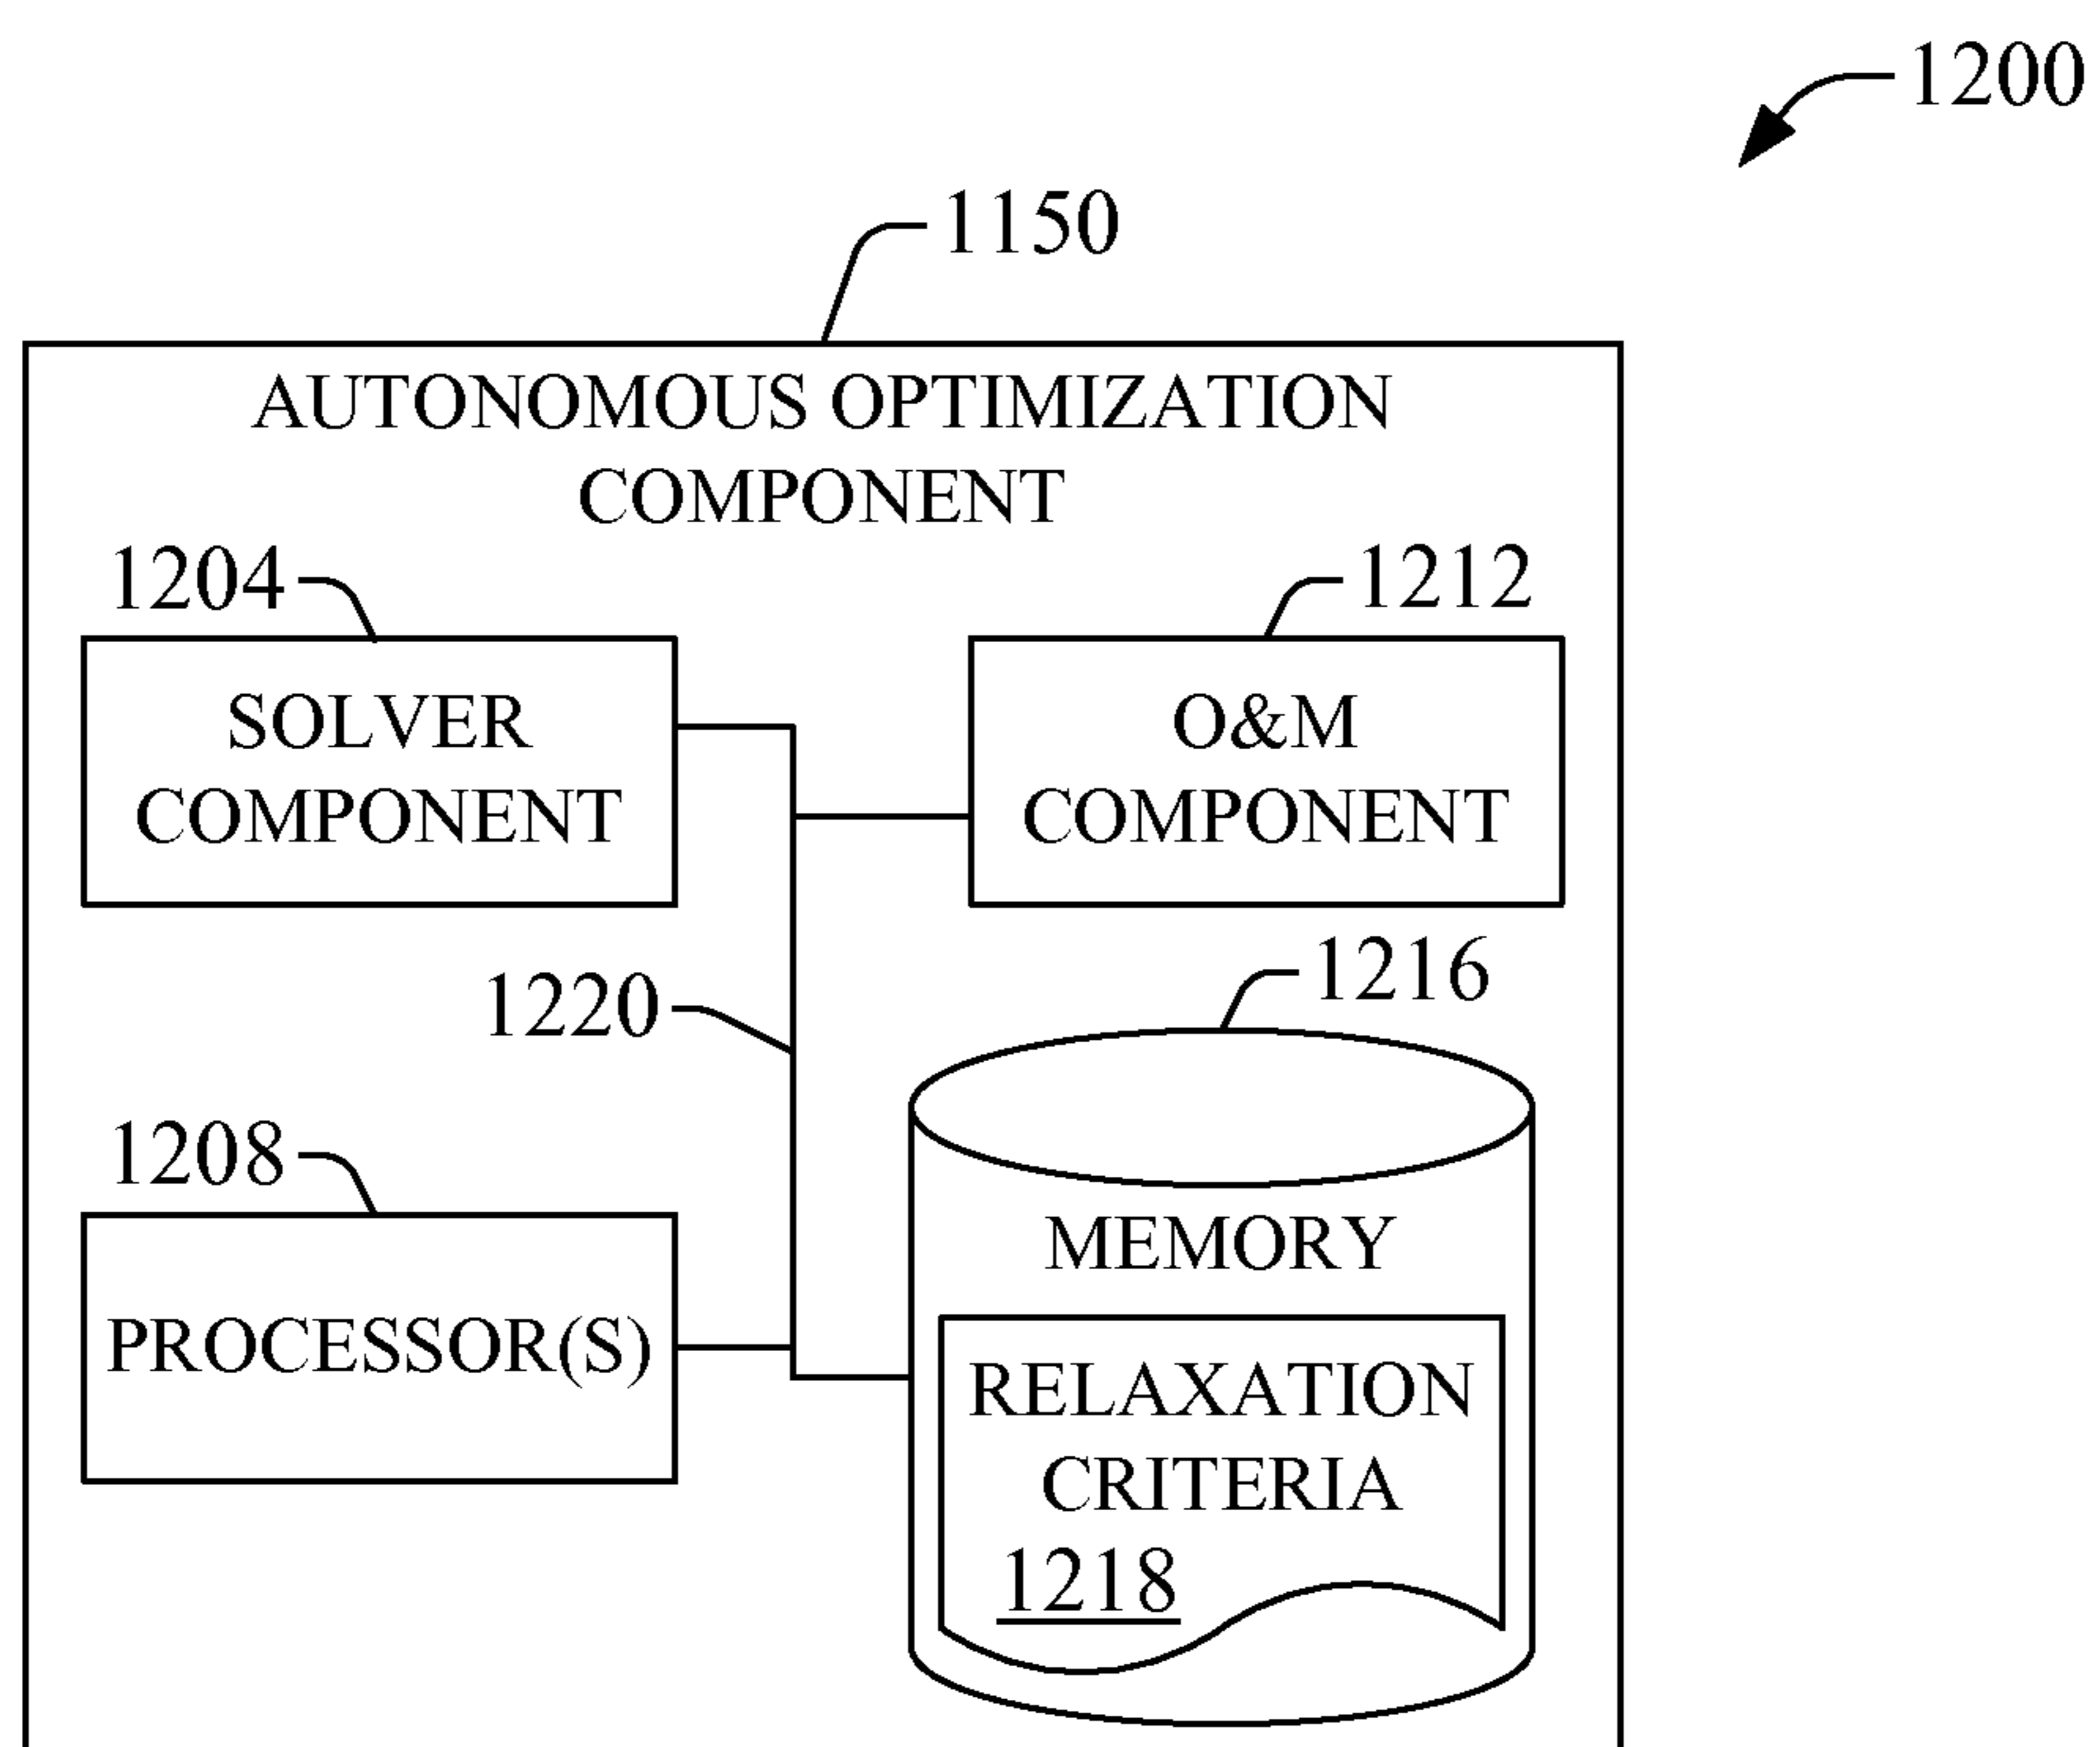 1200
1150
AUTONOMOUS OPTIMIZATION
COMPONENT
1204
1212
SOLVER
COMPONENT
O&M
COMPONENT
1216
1220
1208
MEMORY
PROCESSOR(S)
RELAXATION
CRITERIA
1218